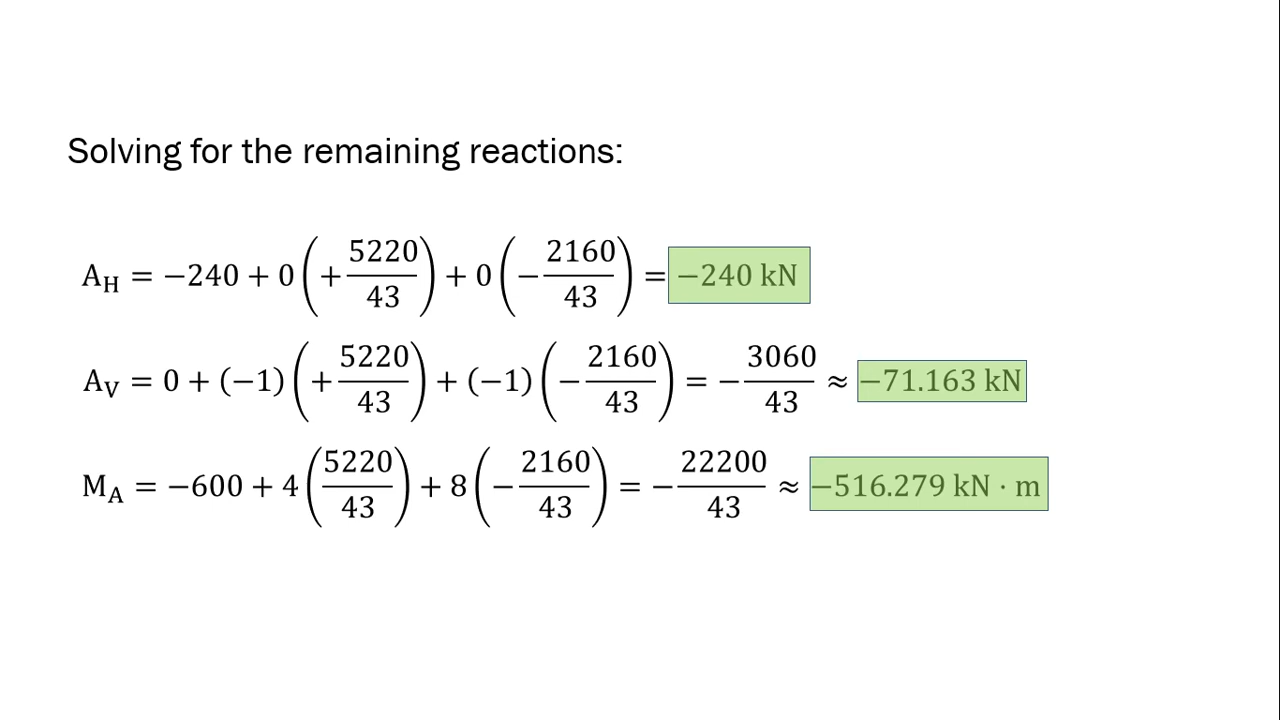 Solving for the remaining reactions:
A_H = −240 + 0(+5220/43) + 0(−2160/43) = −240 kN
A_V = 0 + (−1)(+5220/43) + (−1)(−2160/43) = −3060/43 ≈ −71.163 kN
M_A = −600 + 4(5220/43) + 8(−2160/43) = −22200/43 ≈ −516.279 kN · m